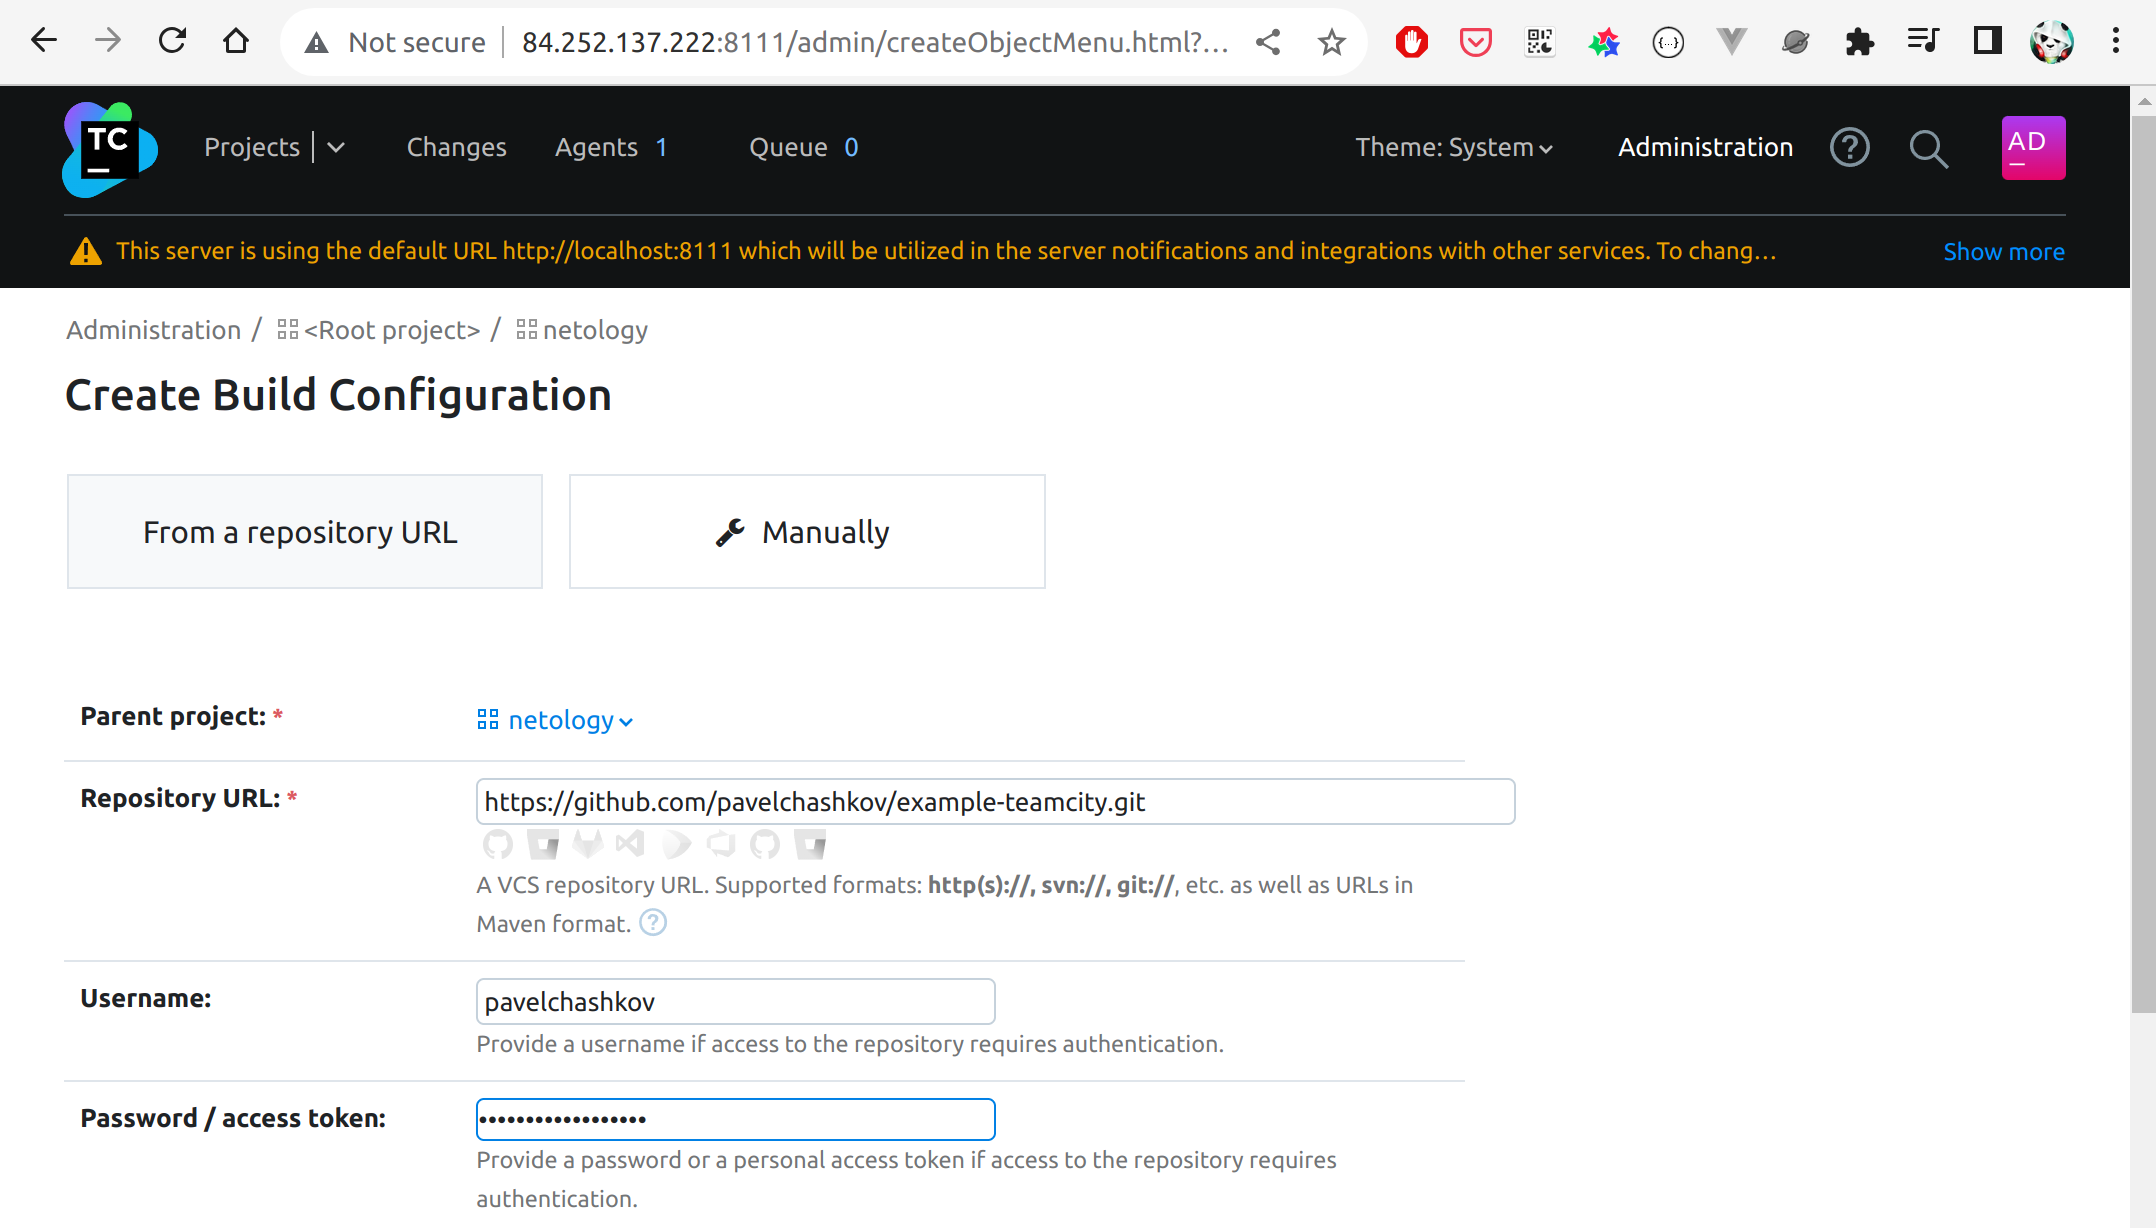 Not secure 84.252.137.222:8111/admin/createObjectMenu.html?...
TC
Projects Changes Agents 1 Queue 0 Theme: System Administration AD
This server is using the default URL http://localhost:8111 which will be utilized in the server notifications and integrations with other services. To chang... Show more
Administration / <Root project> / netology
Create Build Configuration
From a repository URL Manually
Parent project: * netology
Repository URL: * https://github.com/pavelchashkov/example-teamcity.git
A VCS repository URL. Supported formats: http(s)://, svn://, git://, etc. as well as URLs in
Maven format.
Username: pavelchashkov
Provide a username if access to the repository requires authentication.
Password / access token: ••••••••••••••••••
Provide a password or a personal access token if access to the repository requires
authentication.